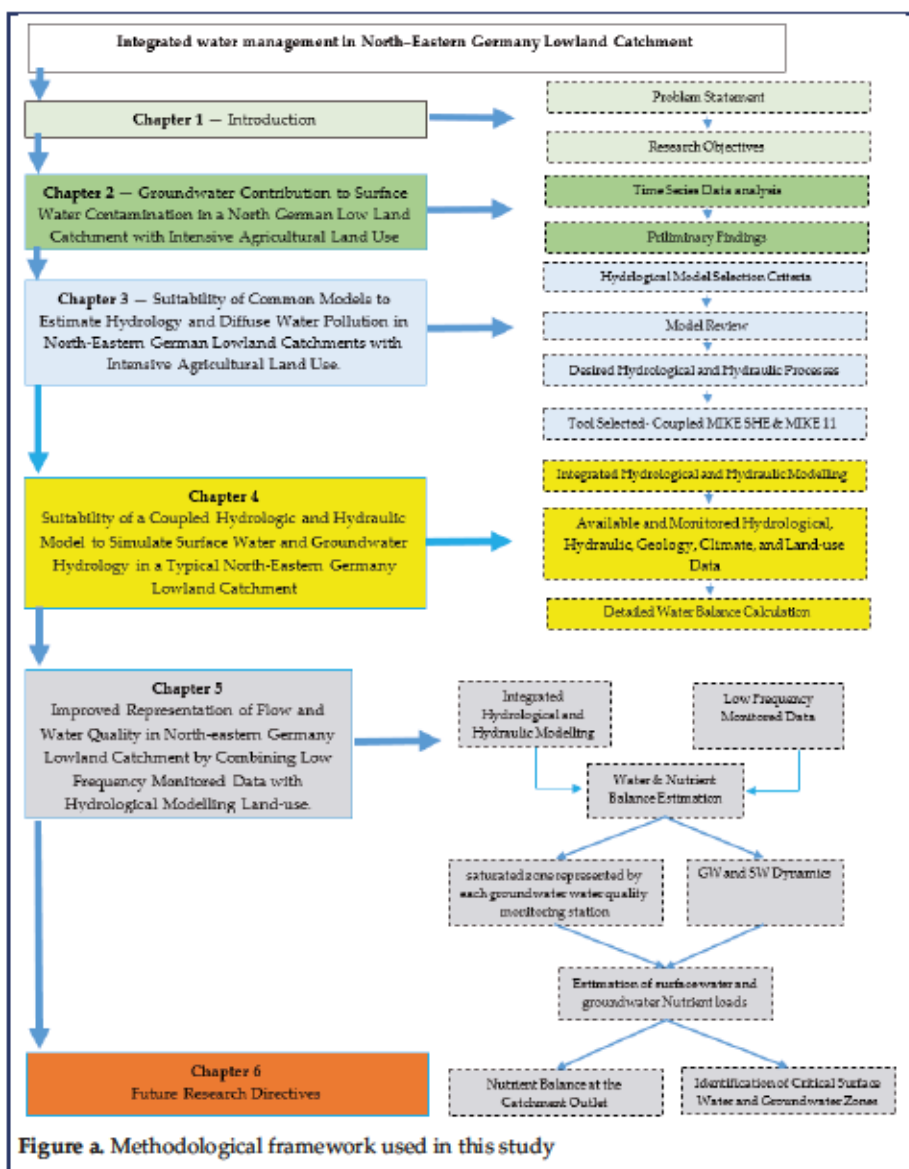 Integrated water management in North-Eastern Germany Lowland Catchment
Chapter 1 — Introduction
Problem Statement
Research Objectives
Chapter 2 — Groundwater Contribution to Surface
Water Contamination in a North German Low Land
Catchment with Intensive Agricultural Land Use
Time Series Data analysis
Priliminary Findings
Chapter 3 — Suitability of Common Models to
Estimate Hydrology and Diffuse Water Pollution in
North-Eastern German Lowland Catchments with
Intensive Agricultural Land Use.
Hydrlogical Model Selection Criteria
Model Review
Desired Hydrological and Hydraulic Processes
Tool Selected- Coupled MIKE SHE & MIKE 11
Chapter 4
Suitability of a Coupled Hydrologic and Hydraulic
Model to Simulate Surface Water and Groundwater
Hydrology in a Typical North-Eastern Germany
Lowland Catchment
Integrated Hydrological and Hydraulic Modelling
Available and Monitored Hydrological,
Hydraulic, Geology, Climate, and Land-use
Data
Detailed Water Balance Calculation
Chapter 5
Improved Representation of Flow and
Water Quality in North-eastern Germany
Lowland Catchment by Combining Low
Frequency Monitored Data with
Hydrological Modelling Land-use.
Integrated
Hydrological and
Hydraulic Modelling
Low Frequency
Monitored Data
Water & Nutrient
Balance Estimation
saturated zone represented by
each groundwater water quality
monitoring station
GW and SW Dynamics
Estimation of surface water and
groundwater Nutrient loads
Chapter 6
Future Research Directives
Nutrient Balance at the
Catchment Outlet
Identification of Critical Surface
Water and Groundwater Zones
Figure a. Methodological framework used in this study